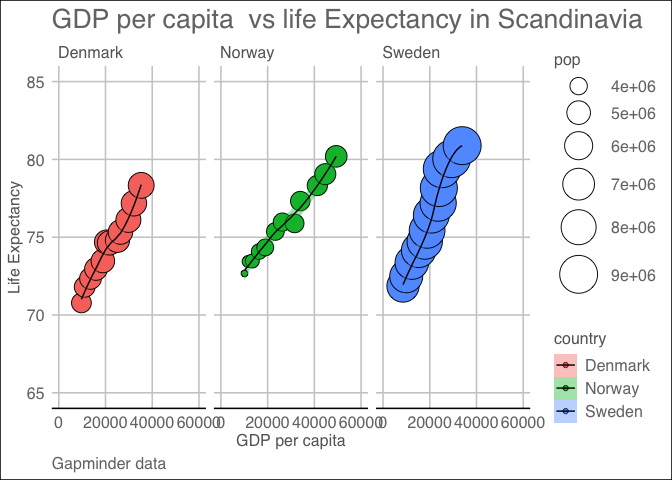 GDP per capita  vs life Expectancy in Scandinavia
Denmark
Norway
Sweden
85
80
75
70
65
Life Expectancy
0 20000 40000 60000
0 20000 40000 60000
0 20000 40000 60000
GDP per capita
Gapminder data
pop
4e+06
5e+06
6e+06
7e+06
8e+06
9e+06
country
Denmark
Norway
Sweden